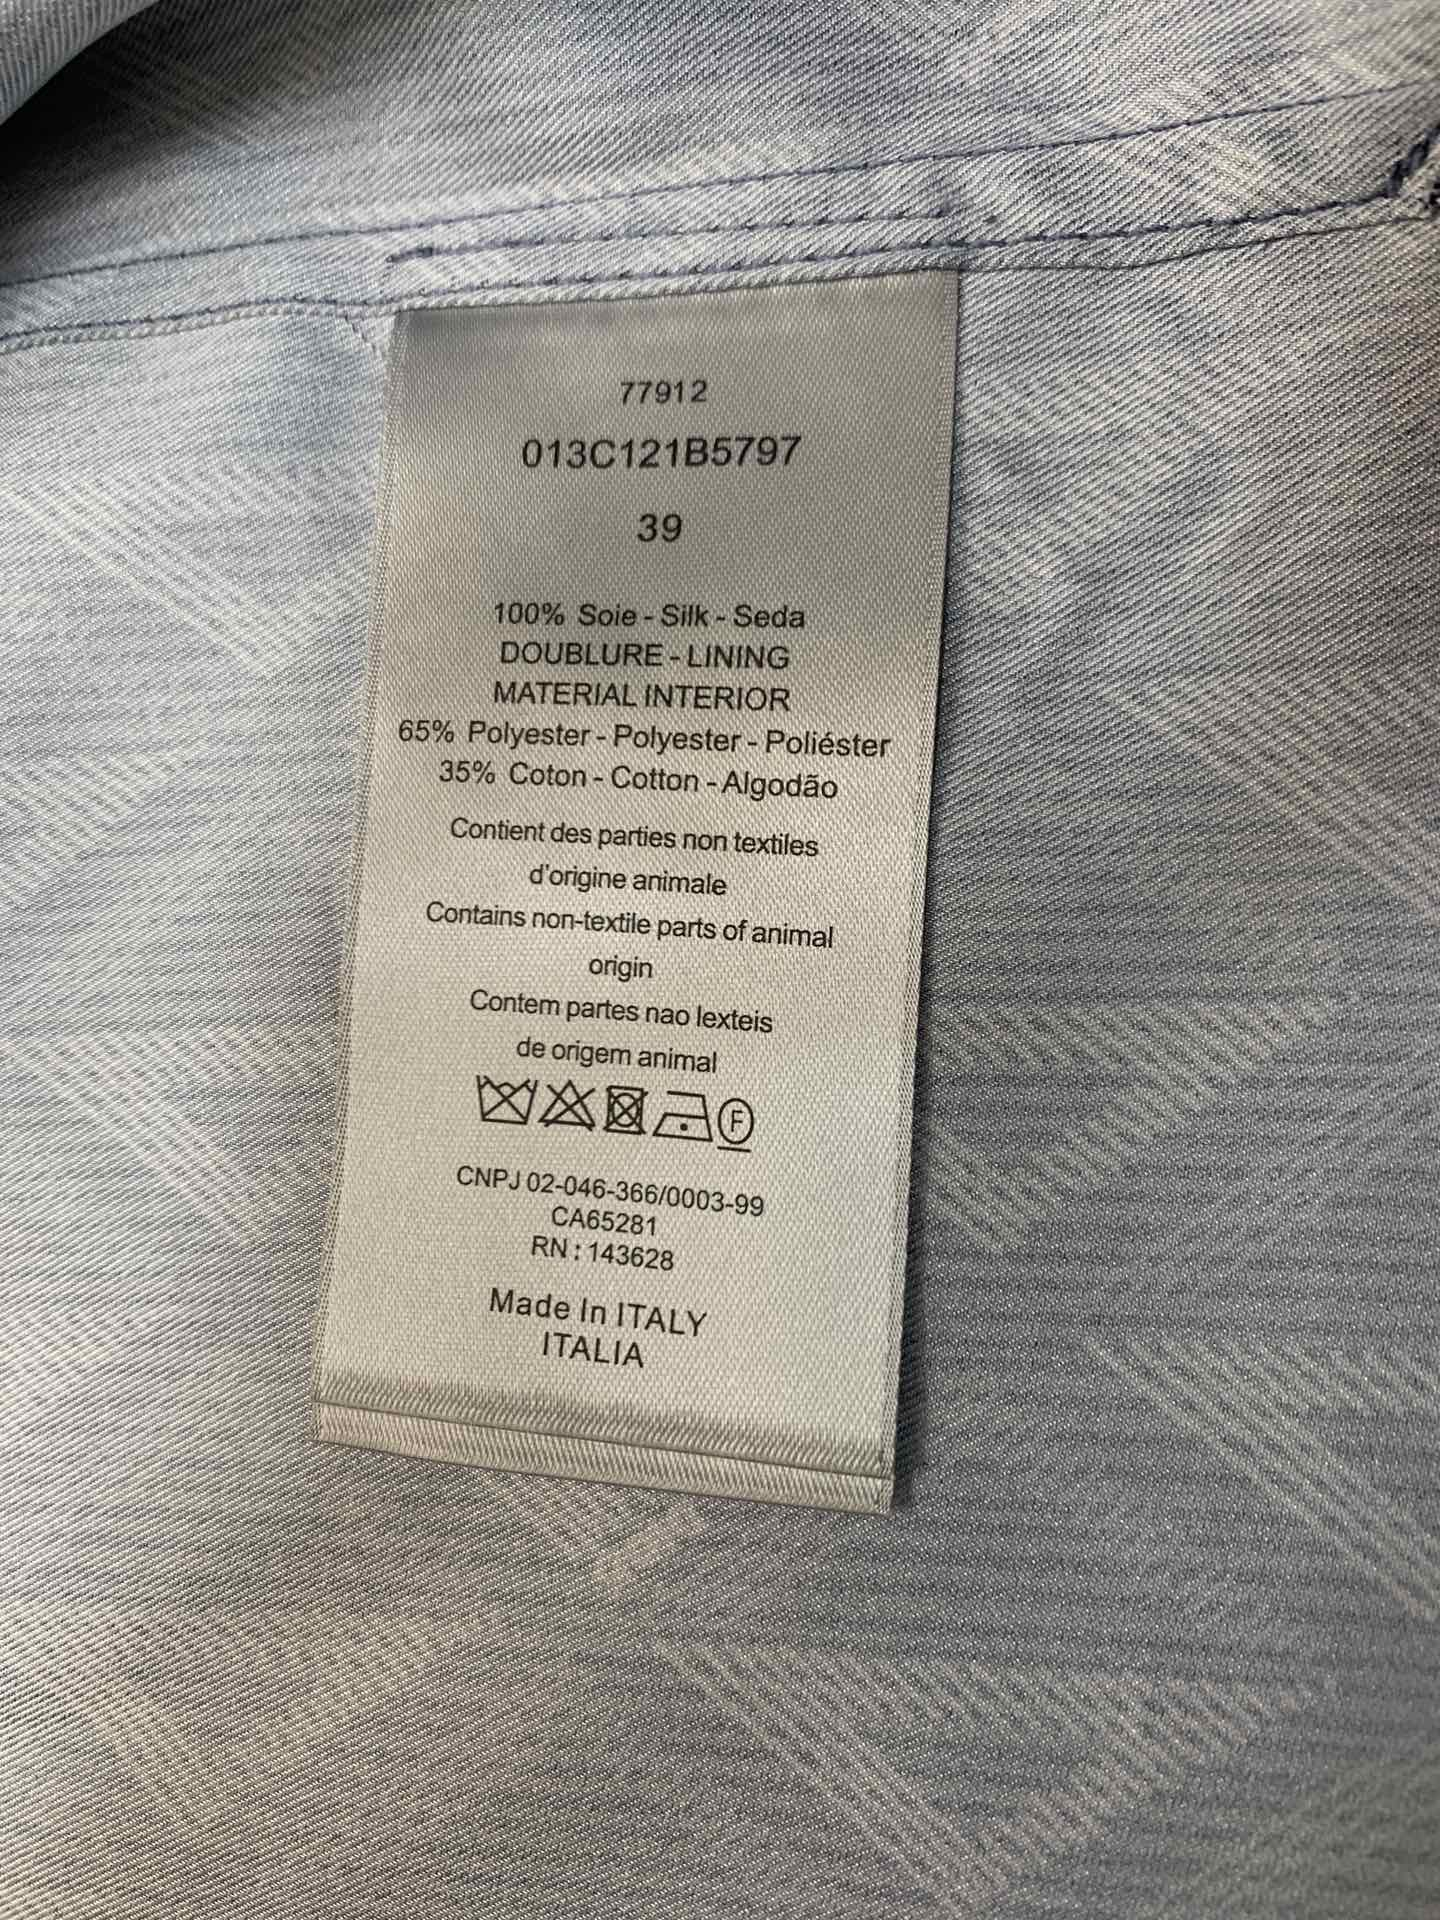 77912
013C121B5797
39
100% Soie - Silk - Seda
DOUBLURE - LINING
MATERIAL INTERIOR
65% Polyester - Polyester - Poliéster
35% Coton - Cotton - Algodão
Contient des parties non textiles
d'origine animale
Contains non-textile parts of animal
origin
Contem partes nao lexteis
de origem animal
F
CNPJ 02-046-366/0003-99
CA65281
RN : 143628
Made In ITALY
ITALIA